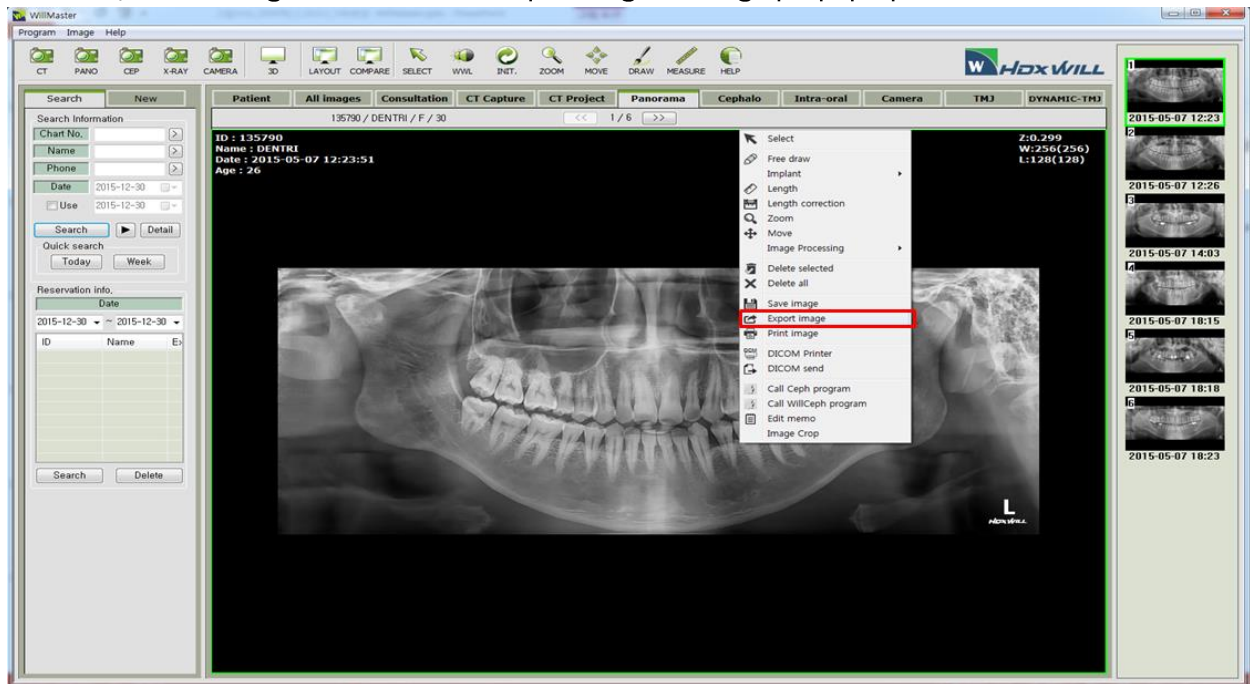 WillMaster
Program Image Help
CT PANO CEP X-RAY CAMERA 3D LAYOUT COMPARE SELECT WWL INIT. ZOOM MOVE DRAW MEASURE HELP
W HDXWILL
Search New
Patient All images Consultation CT Capture CT Project Panorama Cephalo Intra-oral Camera TMJ DYNAMIC-TMJ
135790 / DENTRI / F / 30 << 1 / 6 >>
Search Information
Chart No. >
Name >
Phone >
Date 2015-12-30
Use 2015-12-30
Search Detail
Quick search
Today Week
Reservation info,
Date
2015-12-30 ~ 2015-12-30
ID Name E
Search Delete
ID : 135790
Name : DENTRI
Date : 2015-05-07 12:23:51
Age : 26
Z:0.299
W:256(256)
L:128(128)
Select
Free draw
Implant
Length
Length correction
Zoom
Move
Image Processing
Delete selected
Delete all
Save image
Export image
Print image
DICOM Printer
DICOM send
Call Ceph program
Call WillCeph program
Edit memo
Image Crop
L
HDXWILL
1
2015-05-07 12:23
2
2015-05-07 12:26
3
2015-05-07 14:03
4
2015-05-07 18:15
5
2015-05-07 18:18
6
2015-05-07 18:23